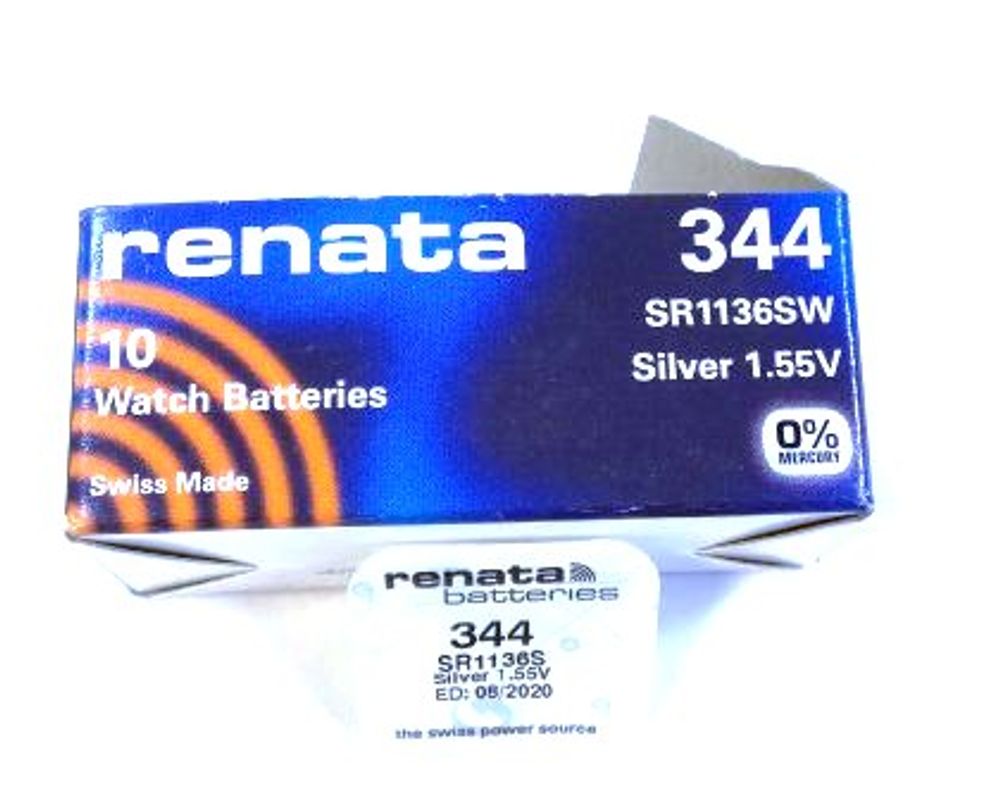 renata
344
SR1136SW
10
Silver 1.55V
Watch Batteries
0%
MERCURY
Swiss Made
renata
batteries
344
SR1136S
Silver 1.55V
ED: 08/2020
the swiss power source